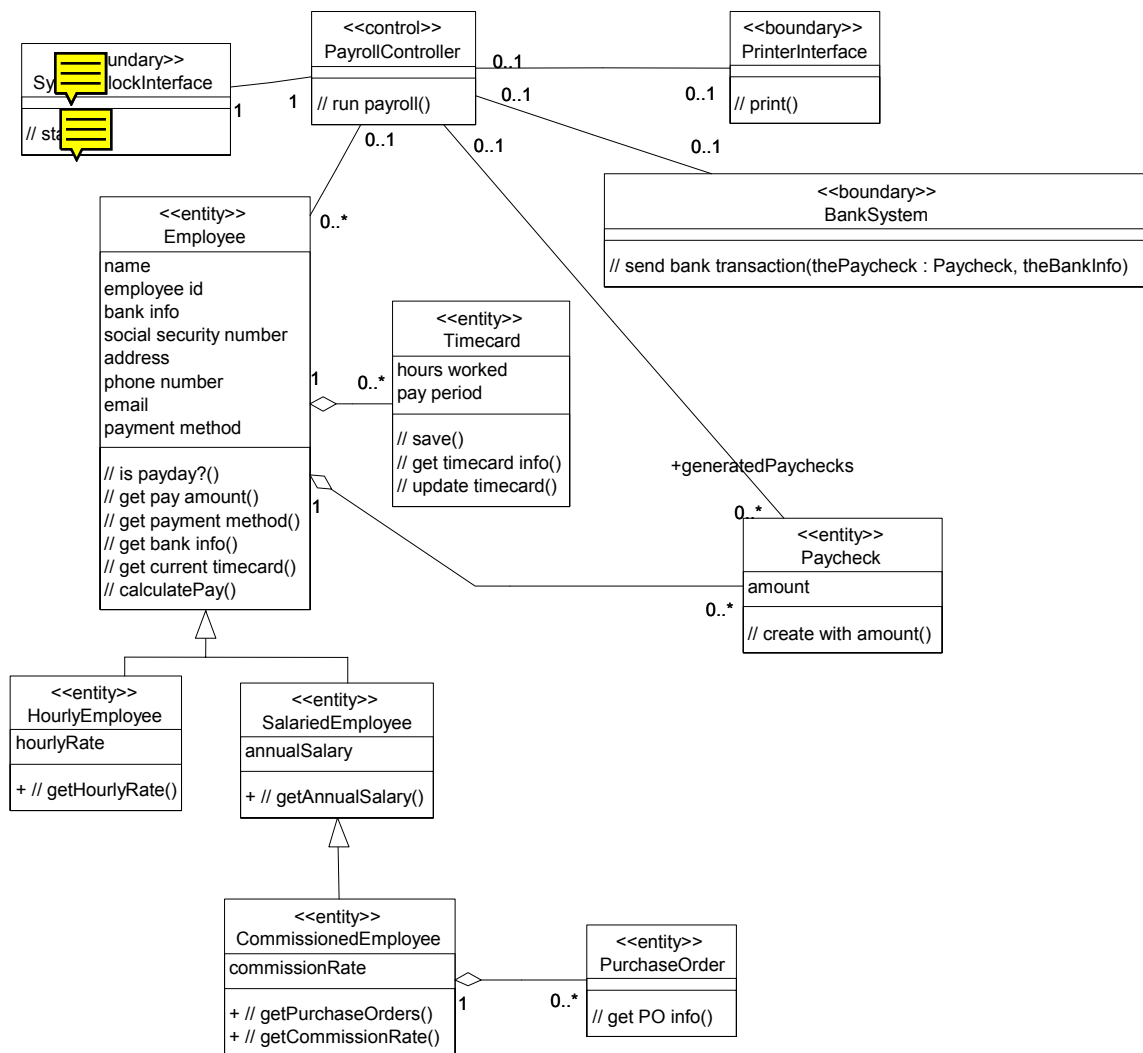 <<control>>
PayrollController
// run payroll()
0..1
0..1
0..1
0..1
1
<<boundary>>
PrinterInterface
// print()
0..1
undary>>
lockInterface
1
<<boundary>>
BankSystem
// send bank transaction(thePaycheck : Paycheck, theBankInfo)
0..1
<<entity>>
Employee
name
employee id
bank info
social security number
address
phone number
email
payment method
// is payday?()
// get pay amount()
// get payment method()
// get bank info()
// get current timecard()
// calculatePay()
0..*
1
1
<<entity>>
Timecard
hours worked
pay period
// save()
// get timecard info()
// update timecard()
0..*
+generatedPaychecks
0..*
<<entity>>
Paycheck
amount
// create with amount()
0..*
<<entity>>
HourlyEmployee
hourlyRate
+ // getHourlyRate()
<<entity>>
SalariedEmployee
annualSalary
+ // getAnnualSalary()
<<entity>>
CommissionedEmployee
commissionRate
+ // getPurchaseOrders()
+ // getCommissionRate()
1
0..*
<<entity>>
PurchaseOrder
// get PO info()